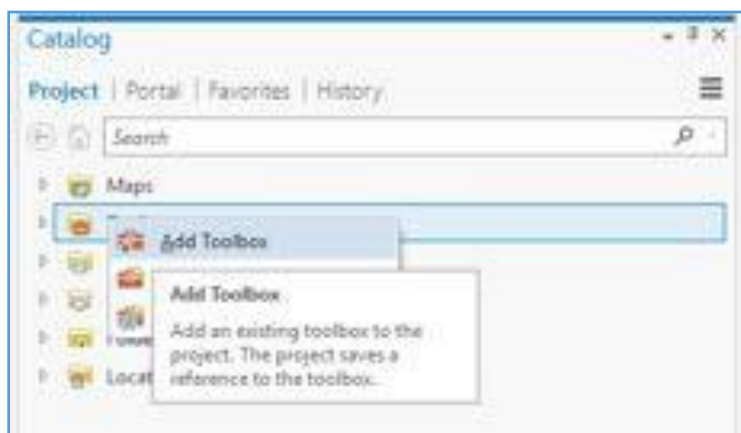 Catalog
Project | Portal | Favorites | History
Search
Maps
Add Toolbox
Add Toolbox
Add an existing toolbox to the
project. The project saves a
reference to the toolbox.
Locat